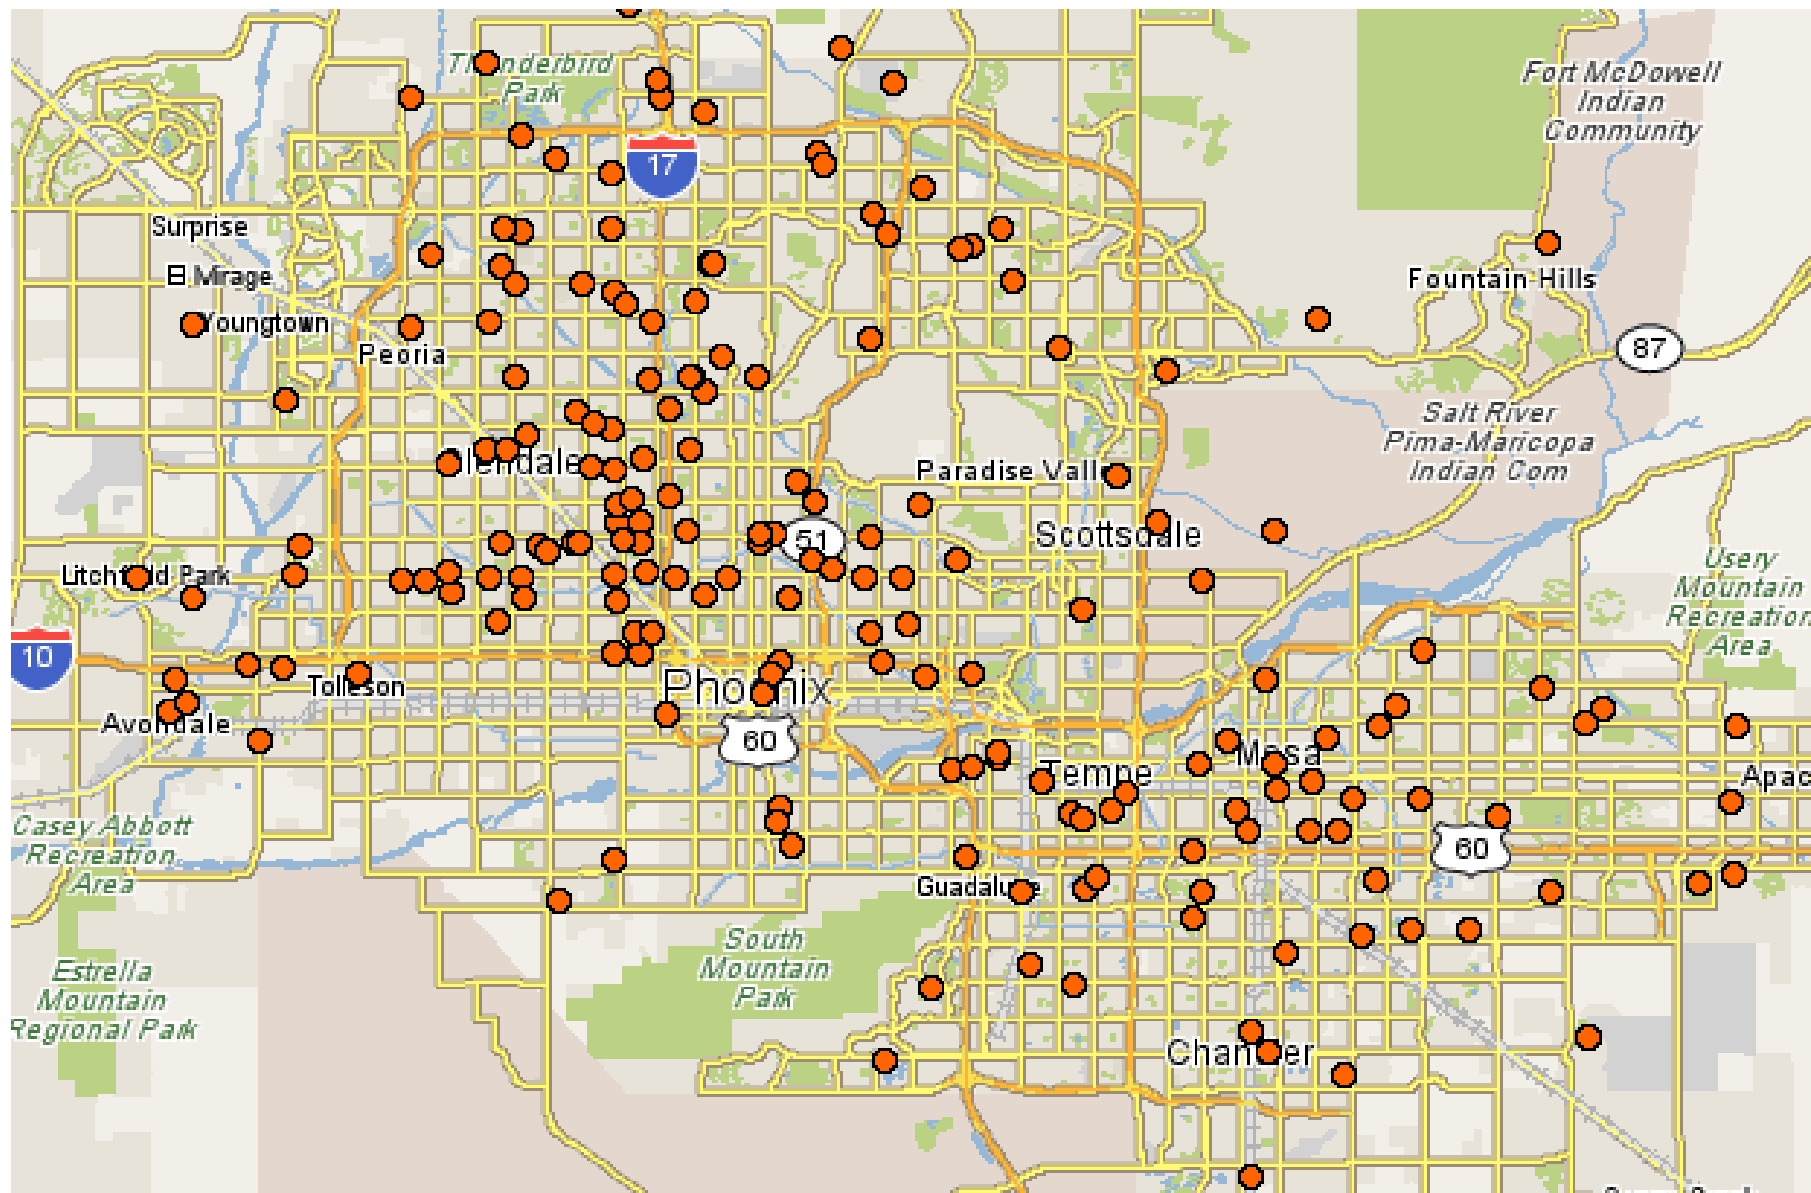 Thunderbird
Park
Fort McDowell
Indian
Community
17
Surprise
Mirage
Fountain Hills
Youngtown
Peoria
87
Salt River
Pima-Maricopa
Indian Com
Glendale
Paradise Valle
Scottsdale
51
Litchfield Park
Usery
Mountain
Recreation
Area
10
Tolleson
Phoenix
Avondale
60
Mesa
Tempe
Apac
Casey Abbott
Recreation
Area
60
Guadalupe
South
Mountain
Park
Estrella
Mountain
Regional Park
Chandler